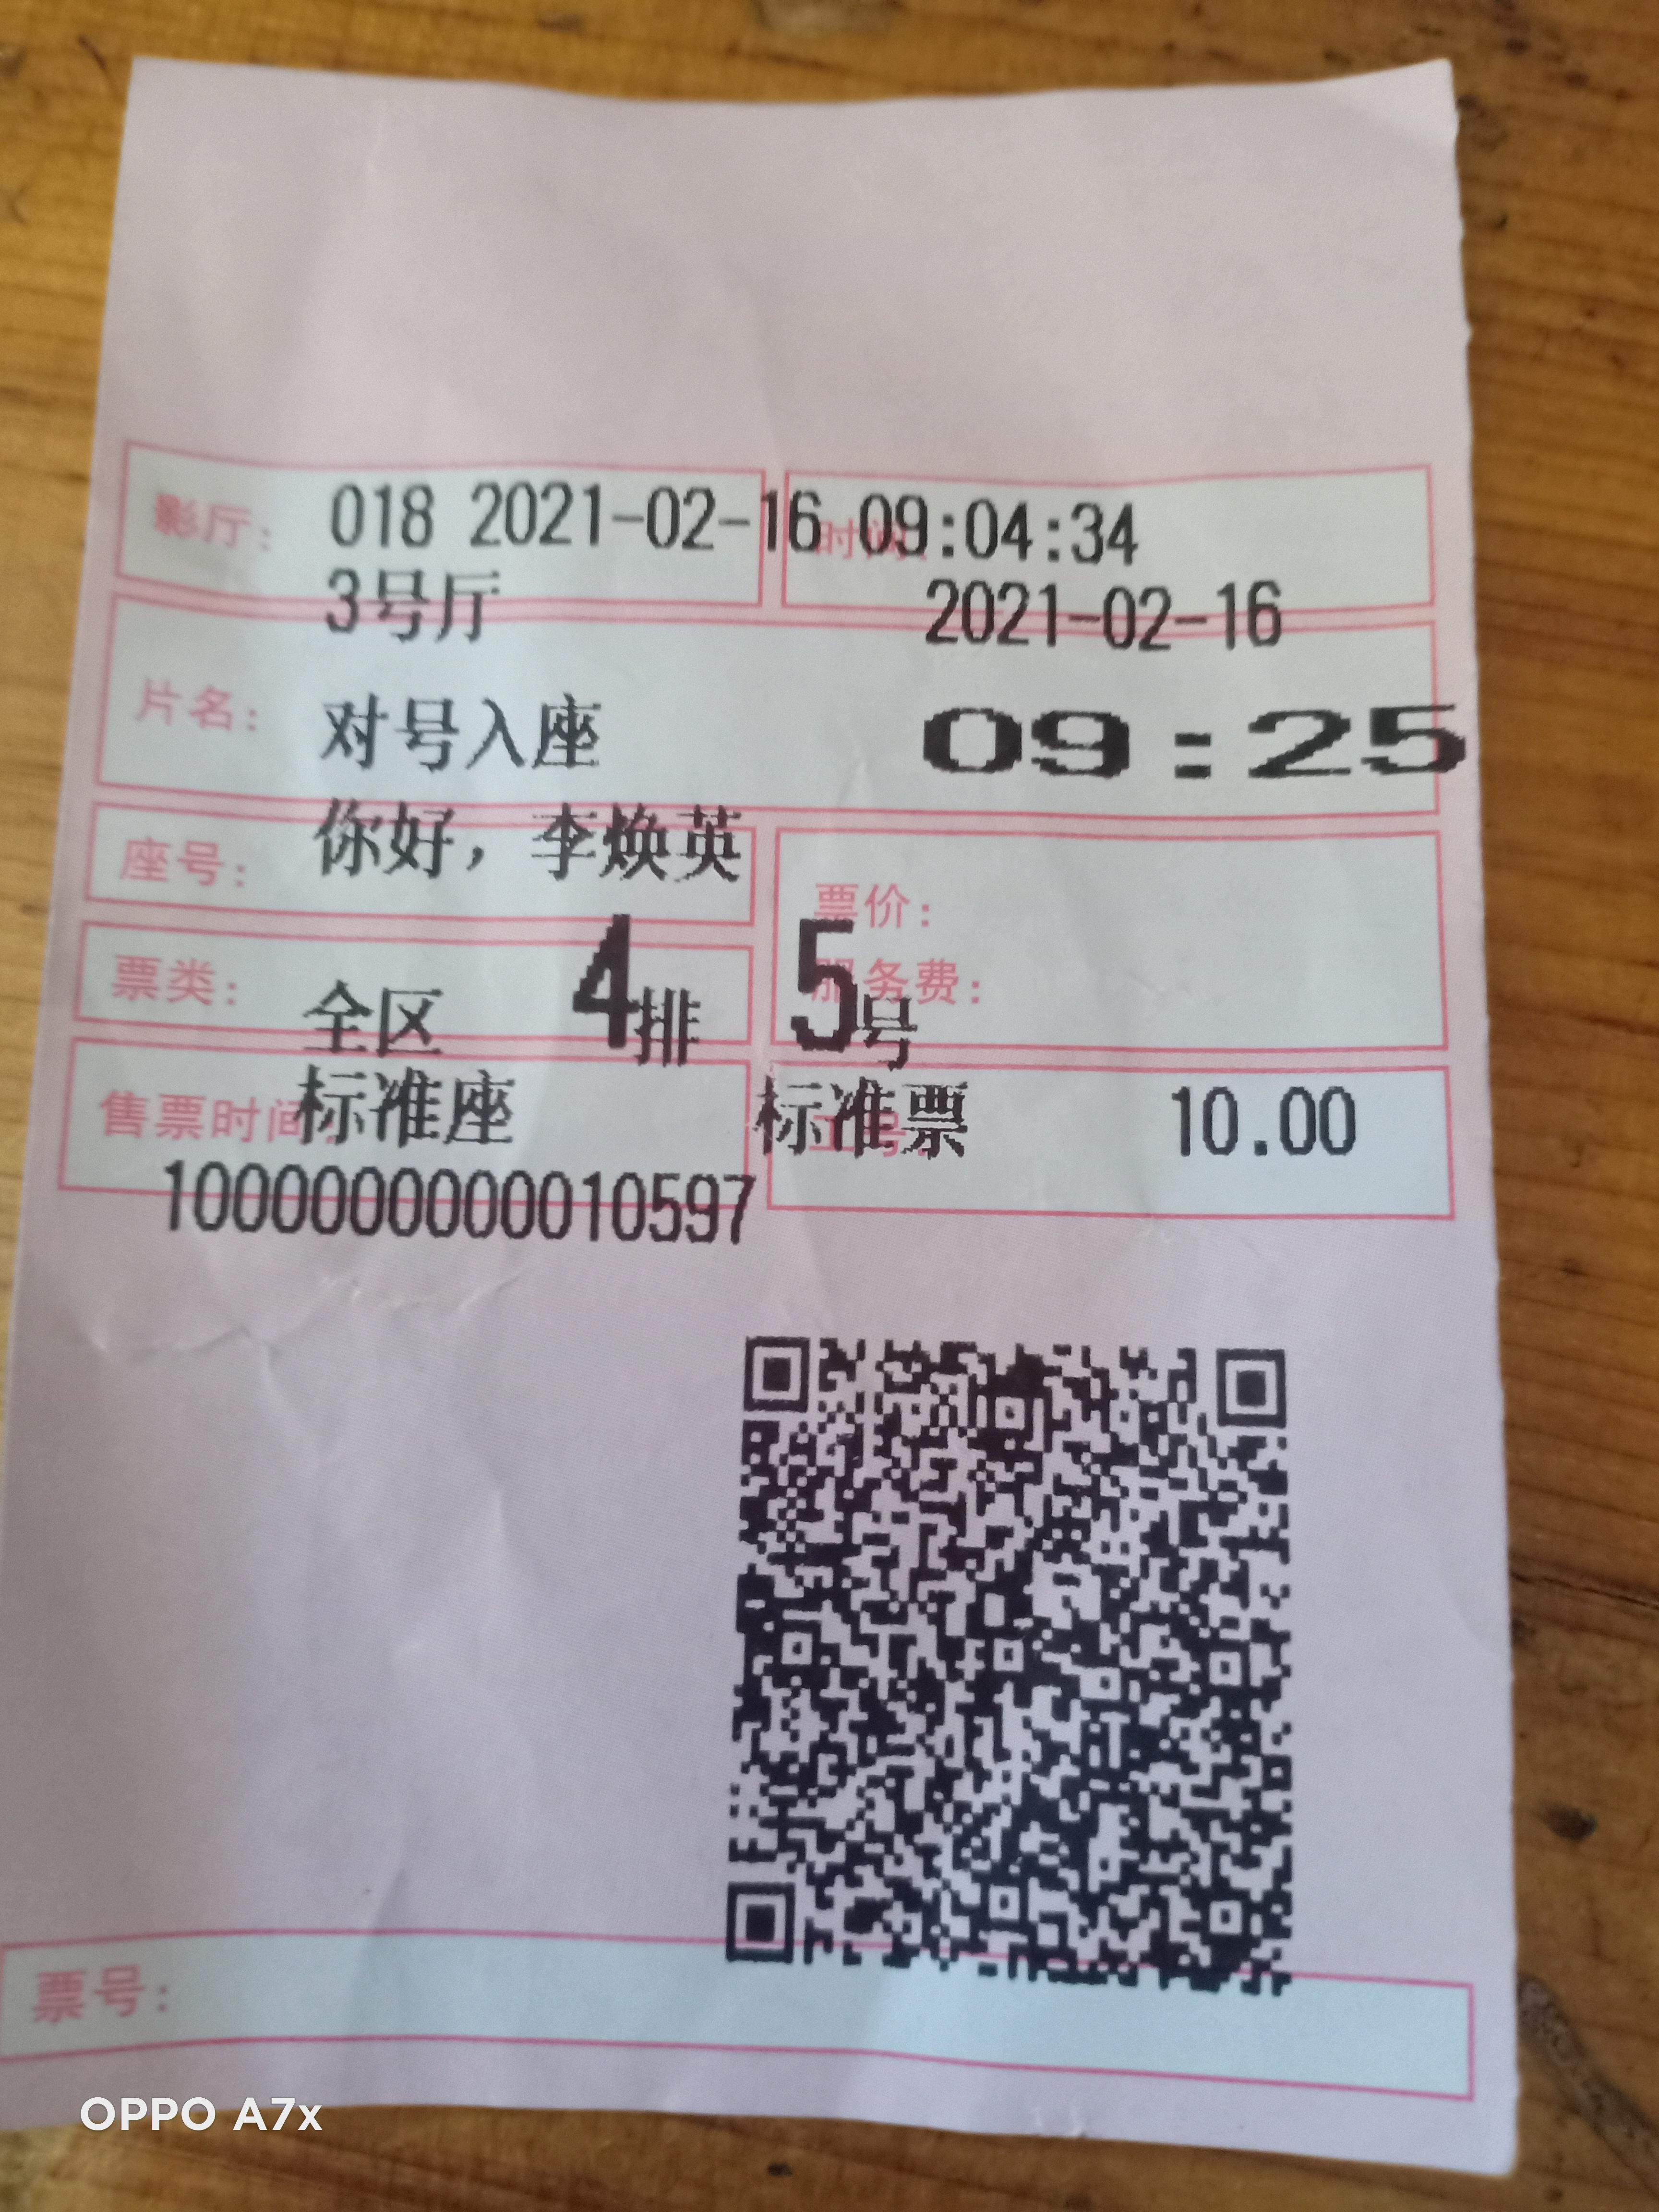 影厅: 018 2021-02-16 09:04:34
3号厅 2021-02-16
片名: 对号入座 09:25
座号: 你好，李焕英
票价:
票类: 全区 4排 5号
服务费:
售票时间: 标准座 标准票 10.00
1000000000010597
票号:
OPPO A7x